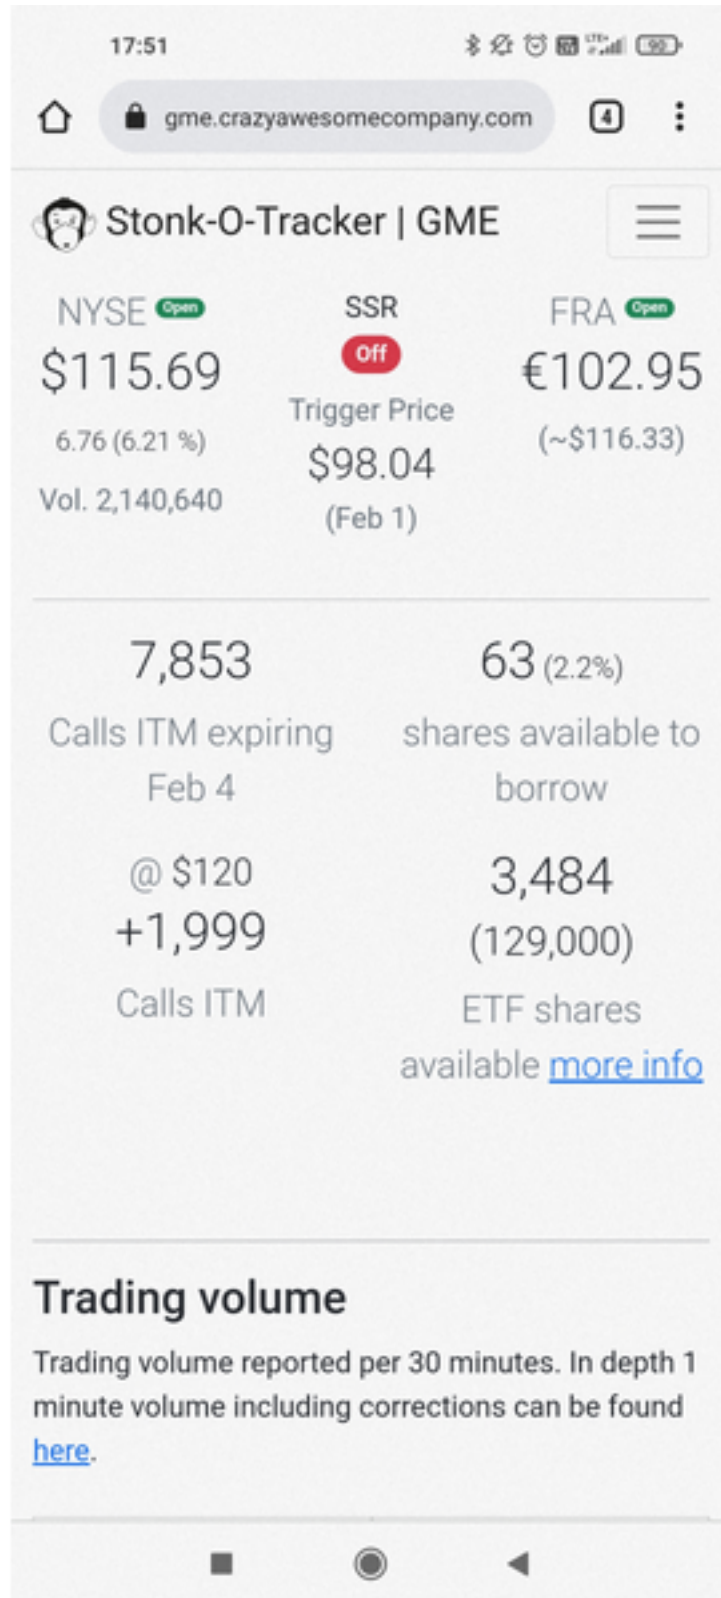 17:51
90
gme.crazyawesomecompany.com
4
Stonk-O-Tracker | GME
NYSE Open
$115.69
6.76 (6.21 %)
Vol. 2,140,640
SSR
Off
Trigger Price
$98.04
(Feb 1)
FRA Open
€102.95
(~$116.33)
7,853
Calls ITM expiring
Feb 4
63 (2.2%)
shares available to
borrow
@ $120
+1,999
Calls ITM
3,484
(129,000)
ETF shares
available more info
Trading volume
Trading volume reported per 30 minutes. In depth 1
minute volume including corrections can be found
here.